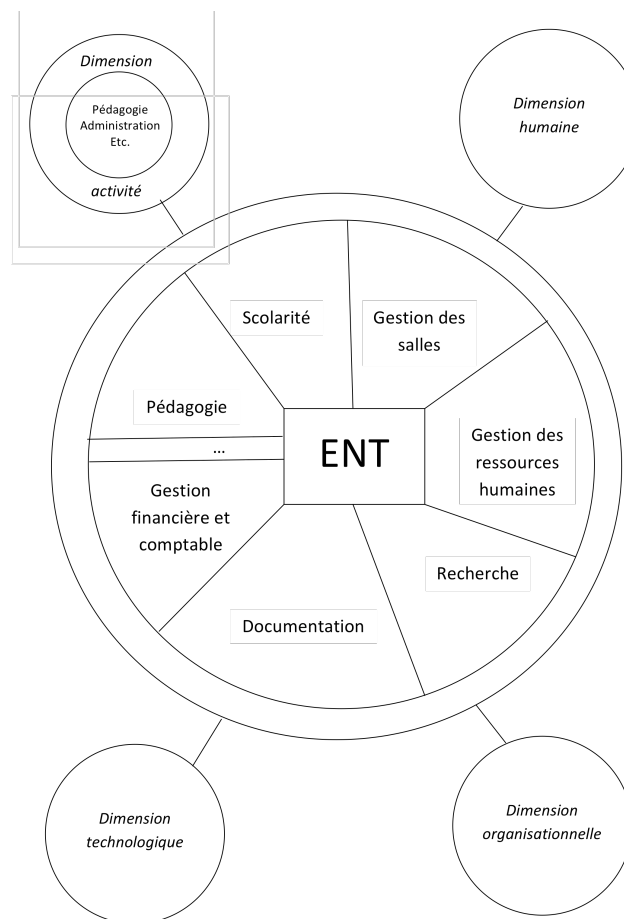 Dimension
Pédagogie
Administration
Etc.
activité
Dimension
humaine
Scolarité
Gestion des
salles
Pédagogie
...
ENT
Gestion des
ressources
humaines
Gestion
financière et
comptable
Recherche
Documentation
Dimension
technologique
Dimension
organisationnelle